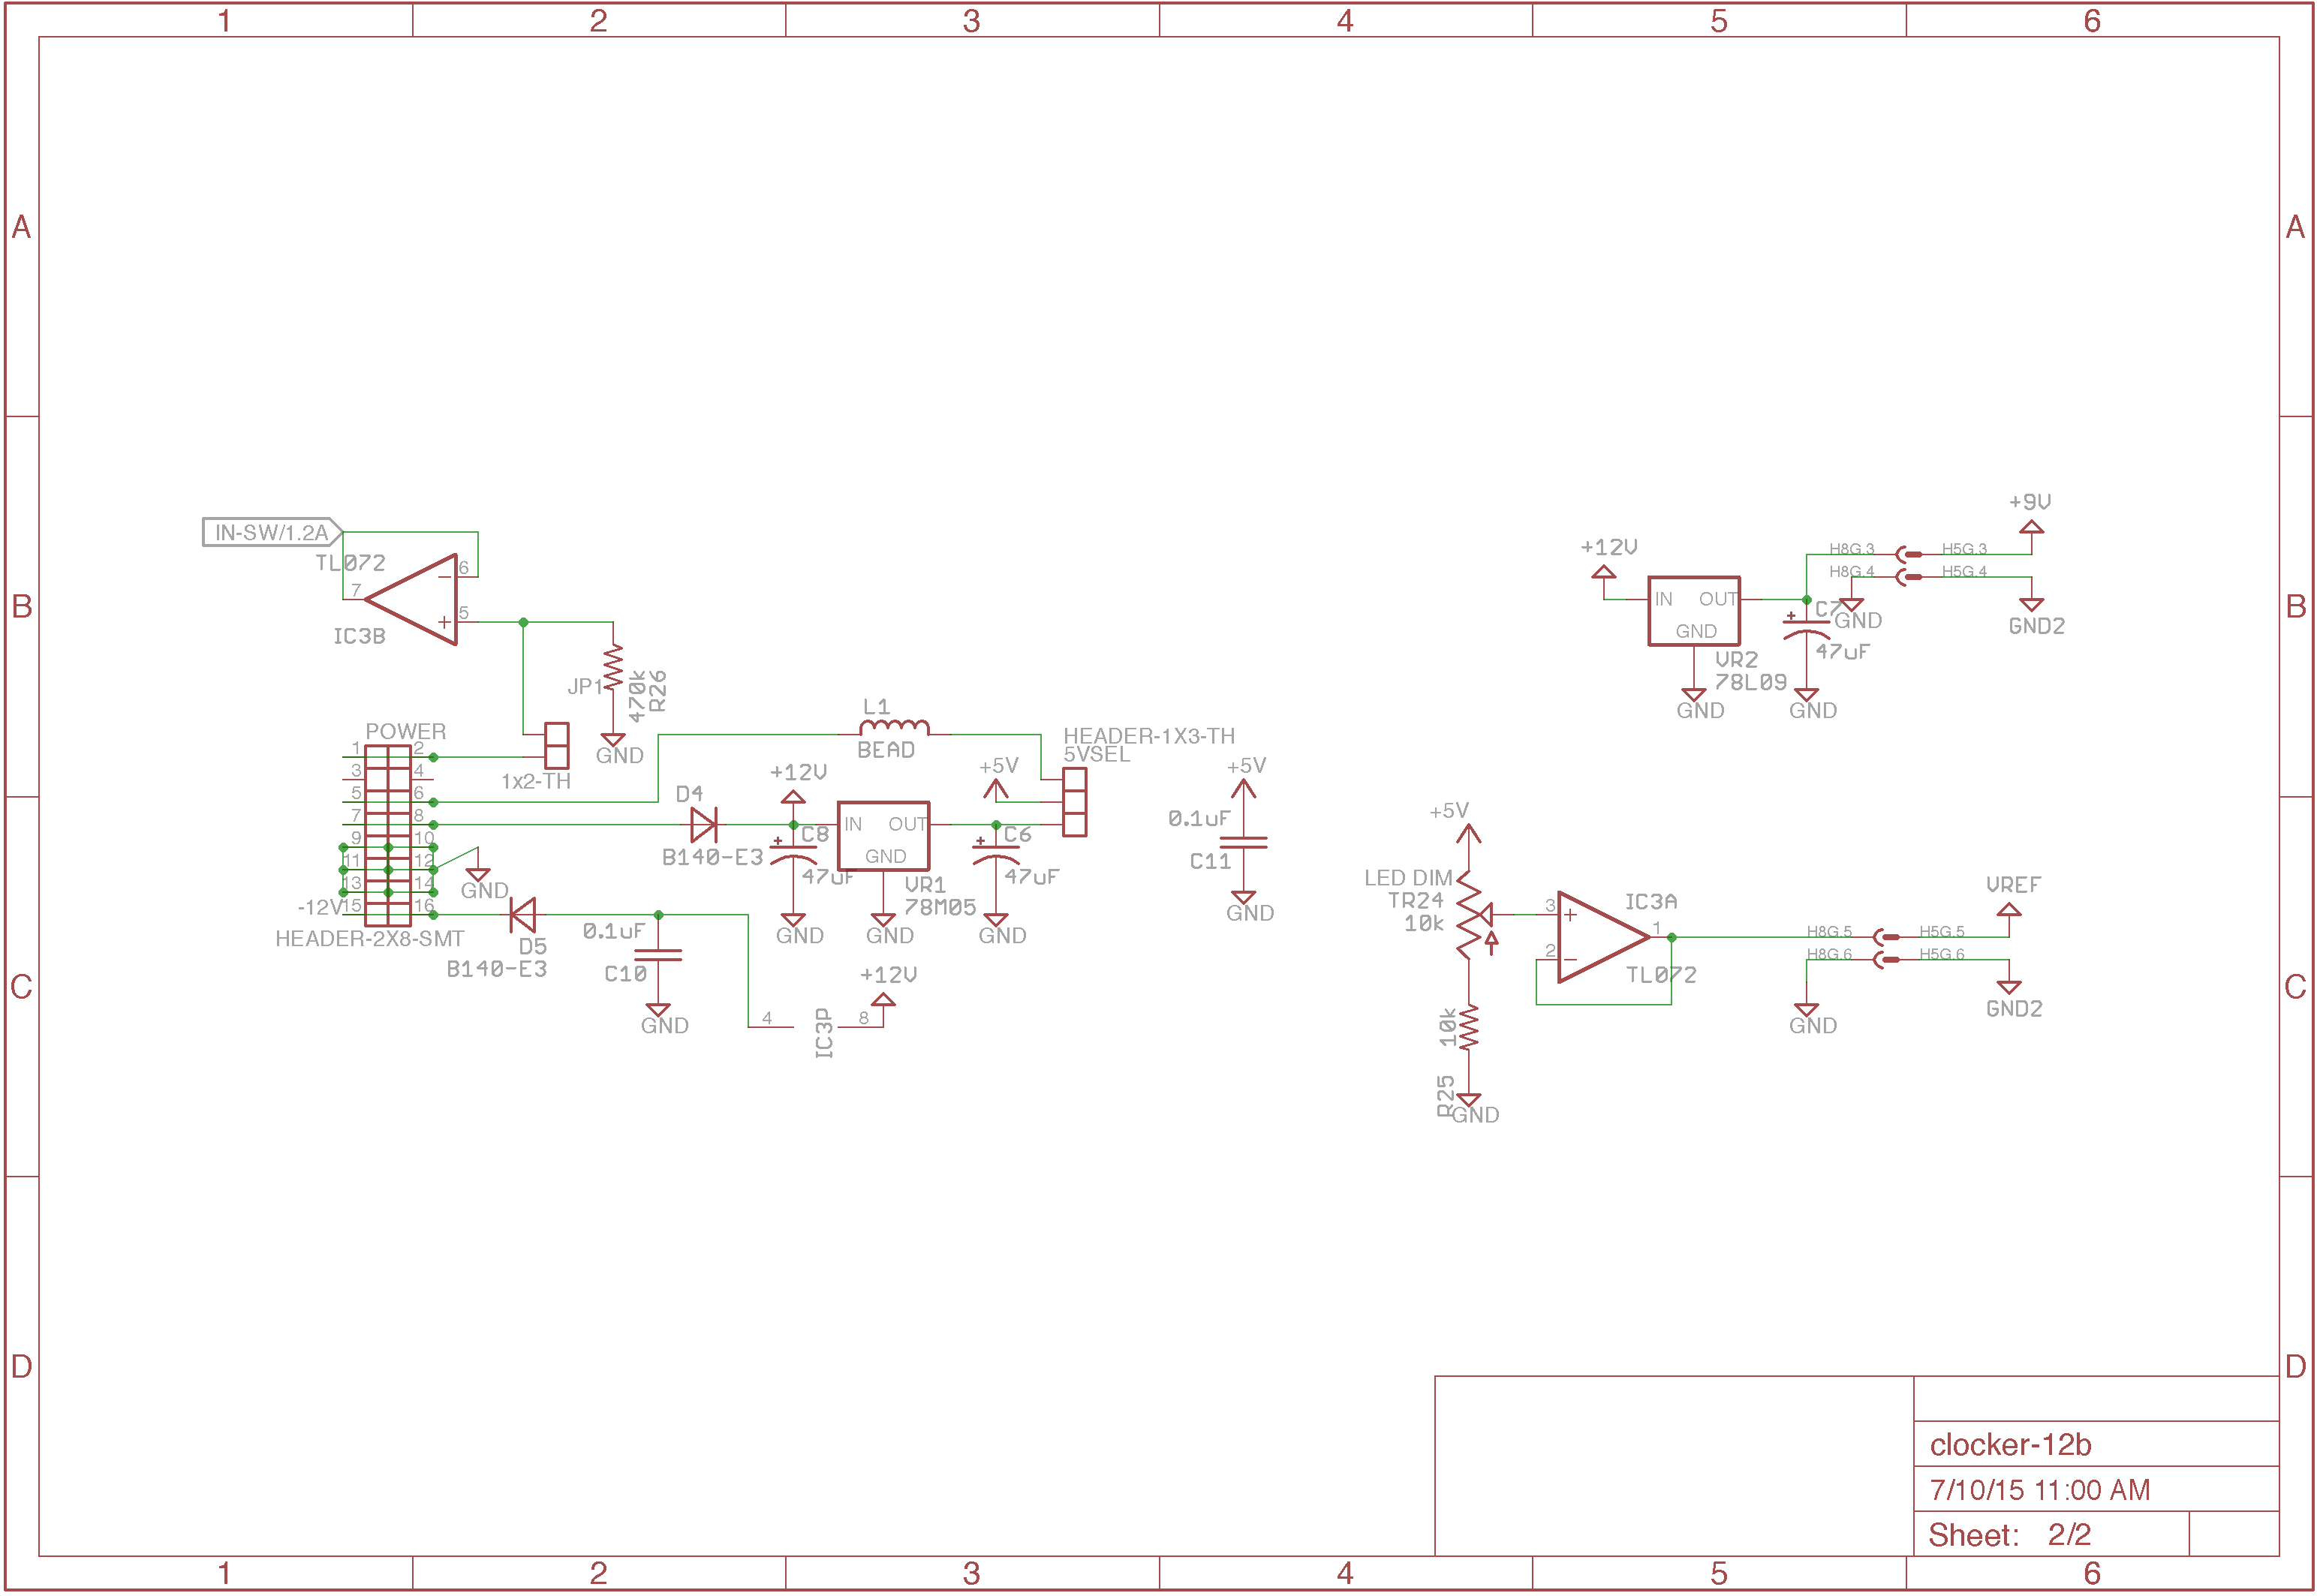 1 2 3 4 5 6
A A
+9V
IN-SW/1.2A
TL072
6
7
5
IC3B
+12V
H8G.3 H5G.3
H8G.4 H5G.4
IN OUT
GND
C7
GND
GND2
47uF
VR2
78L09
GND GND
B B
JP1
470k
R26
GND
1x2-TH
POWER
1 2
3 4
5 6
7 8
9 10
11 12
13 14
15 16
-12V
HEADER-2X8-SMT
GND
L1
BEAD
HEADER-1X3-TH
5VSEL
+12V
+5V
+5V
D4
B140-E3
C8
47uF
IN OUT
GND
VR1
78M05
C6
47uF
0.1uF
C11
GND
GND GND GND
D5
B140-E3
0.1uF
C10
GND
+12V
4 8
IC3P
+5V
LED DIM
TR24
10k
3
2
1
IC3A
TL072
VREF
H8G.5 H5G.5
H8G.6 H5G.6
GND
GND2
10k
R25
GND
C C
D D
clocker-12b
7/10/15 11:00 AM
Sheet: 2/2
1 2 3 4 5 6